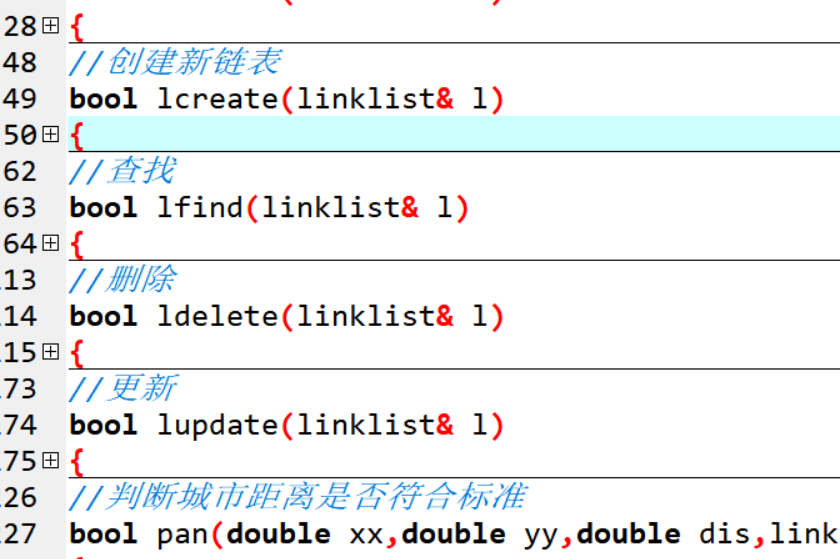 28 {
48 //创建新链表
49 bool lcreate(linklist& l)
50 {
62 //查找
63 bool lfind(linklist& l)
64 {
13 //删除
14 bool ldelete(linklist& l)
15 {
73 //更新
74 bool lupdate(linklist& l)
75 {
26 //判断城市距离是否符合标准
27 bool pan(double xx,double yy,double dis,link